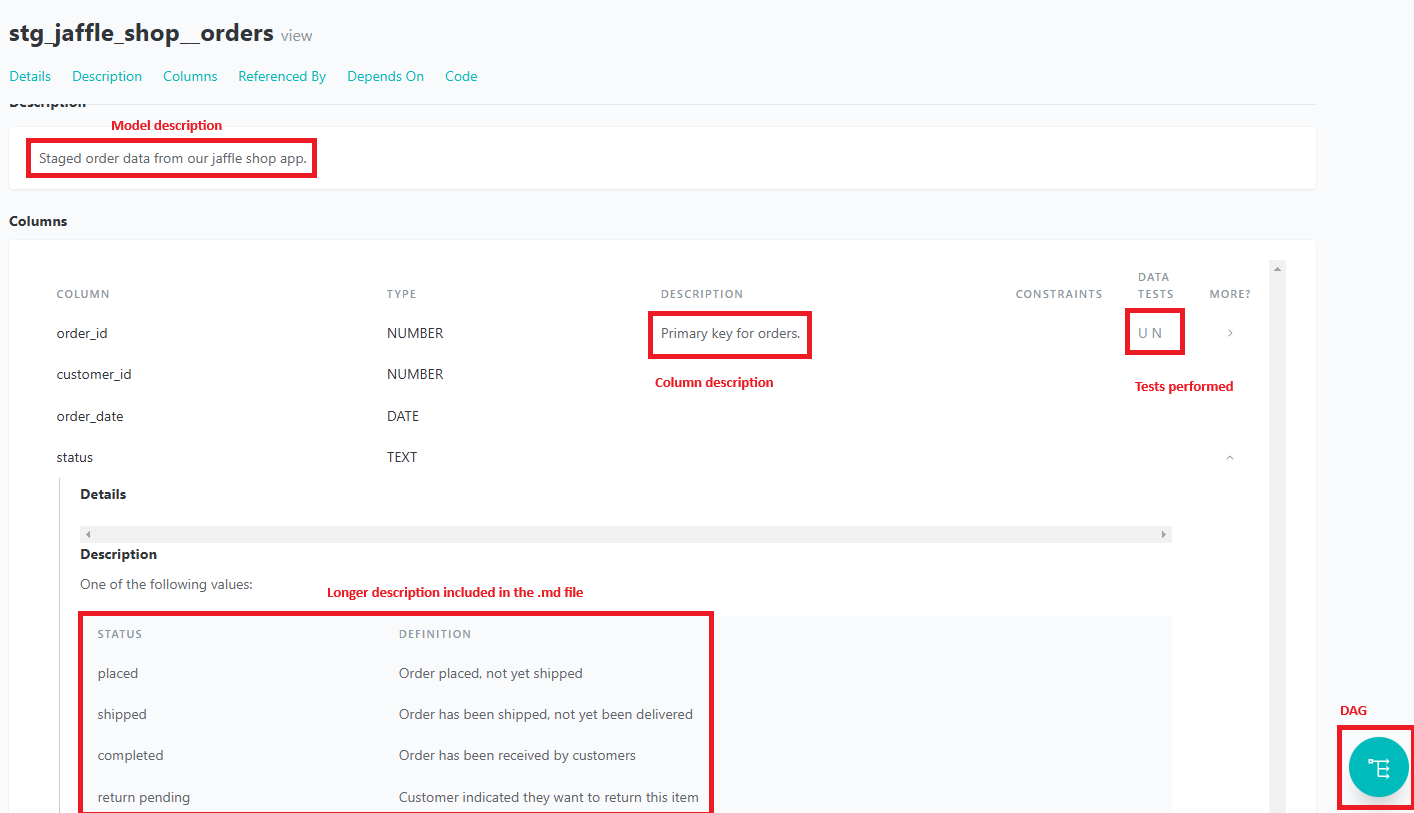 stg_jaffle_shop__orders view
Details Description Columns Referenced By Depends On Code
Description
Model description
Staged order data from our jaffle shop app.
Columns
COLUMN TYPE DESCRIPTION CONSTRAINTS DATA TESTS MORE?
order_id NUMBER Primary key for orders. U N
customer_id NUMBER
Column description Tests performed
order_date DATE
status TEXT
Details
Description
One of the following values:
Longer description included in the .md file
STATUS DEFINITION
placed Order placed, not yet shipped
shipped Order has been shipped, not yet been delivered
DAG
completed Order has been received by customers
return pending Customer indicated they want to return this item